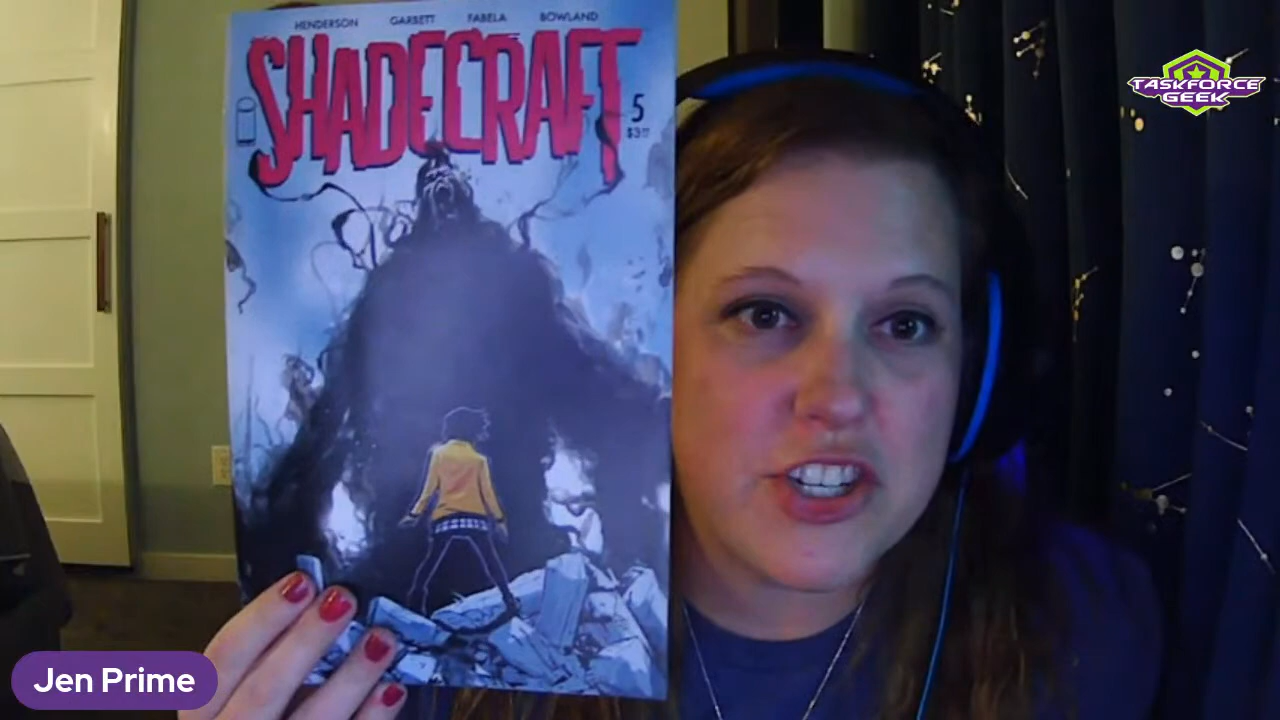 HENDERSON GARBETT FABELA BOWLAND
SHADECRAFT
5
$3.99
TASKFORCE
GEEK
Jen Prime